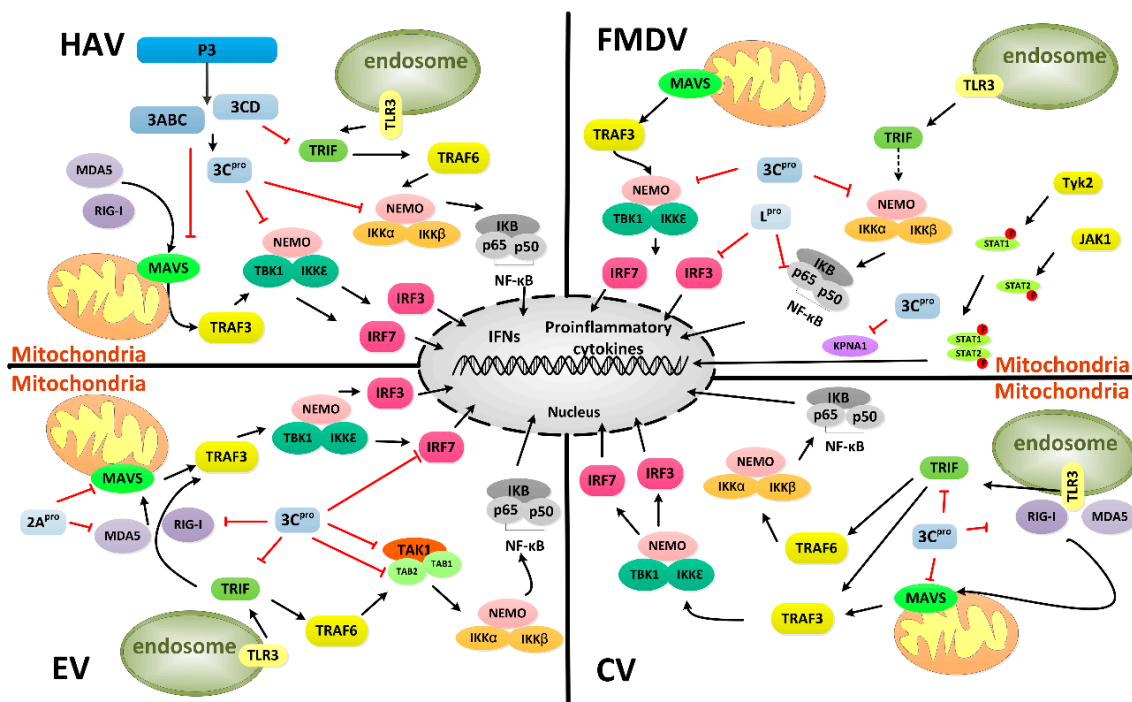 HAV
P3
endosome
3ABC
3CD
TLR3
TRIF
TRAF6
MDA5
3Cpro
RIG-I
NEMO
IKKα
IKKβ
IKB
p65
p50
NF-κB
NEMO
TBK1
IKKε
MAVS
TRAF3
IRF3
IRF7
Mitochondria
FMDV
MAVS
endosome
TLR3
TRAF3
TRIF
NEMO
TBK1
IKKε
3Cpro
NEMO
IKKα
IKKβ
Tyk2
Lpro
STAT1
P
JAK1
IRF7
IRF3
IKB
p65
p50
NF-κB
STAT2
P
3Cpro
KPNA1
STAT1
P
STAT2
P
Mitochondria
IFNs
Proinflammatory
cytokines
Nucleus
Mitochondria
MAVS
TRAF3
NEMO
TBK1
IKKε
IRF3
IRF7
2Apro
MDA5
RIG-I
3Cpro
TAK1
TAB2
TAB1
IKB
p65
p50
NF-κB
TRIF
TRAF6
NEMO
IKKα
IKKβ
endosome
TLR3
EV
Mitochondria
IKB
p65
p50
NF-κB
NEMO
IKKα
IKKβ
IRF7
IRF3
endosome
TLR3
TRIF
RIG-I
MDA5
3Cpro
NEMO
TBK1
IKKε
TRAF6
TRAF3
MAVS
CV